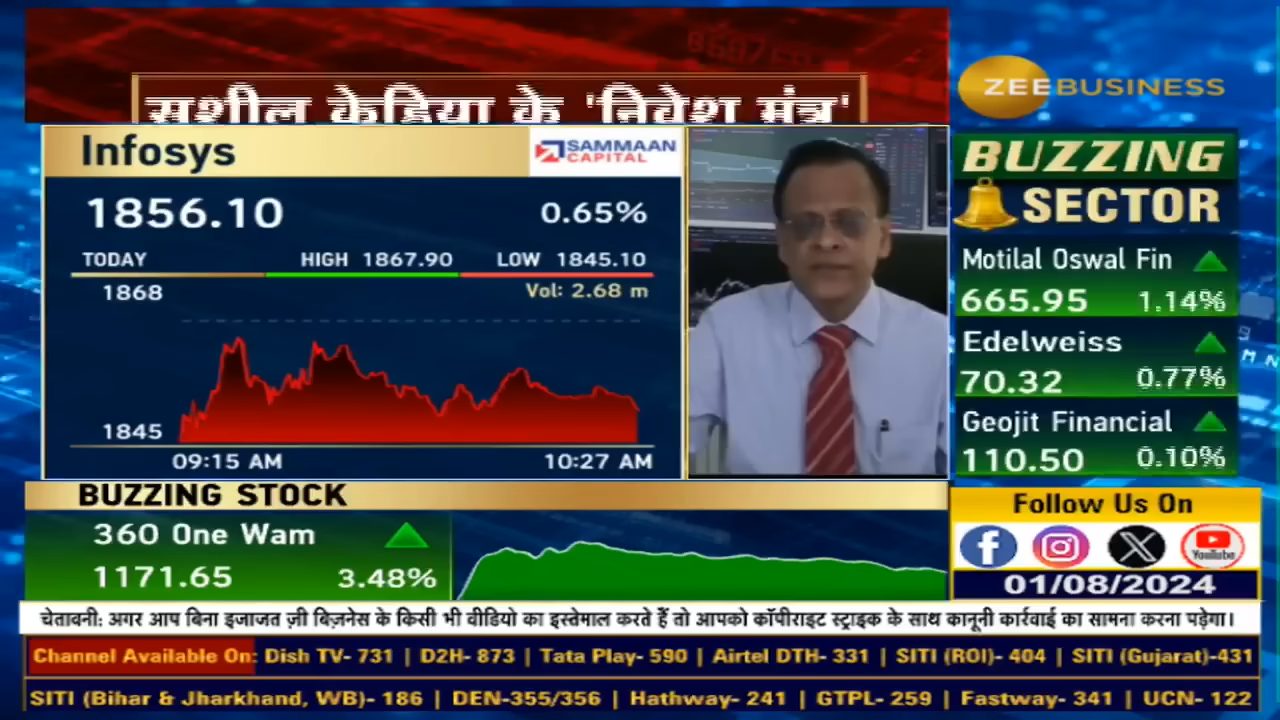 सुशील केडिया के 'निवेश मंत्र'
ZEEBUSINESS
Infosys
SAMMAAN
CAPITAL
1856.10 0.65%
TODAY HIGH 1867.90 LOW 1845.10
1868 Vol: 2.68 m
1845
09:15 AM 10:27 AM
BUZZING
SECTOR
Motilal Oswal Fin
665.95 1.14%
Edelweiss
70.32 0.77%
Geojit Financial
110.50 0.10%
BUZZING STOCK
360 One Wam
1171.65 3.48%
Follow Us On
YouTube
01/08/2024
चेतावनी: अगर आप बिना इजाजत ज़ी बिज़नेस के किसी भी वीडियो का इस्तेमाल करते हैं तो आपको कॉपीराइट स्ट्राइक के साथ कानूनी कार्रवाई का सामना करना पड़ेगा।
Channel Available On: Dish TV- 731 | D2H- 873 | Tata Play- 590 | Airtel DTH- 331 | SITI (ROI)- 404 | SITI (Gujarat)-431
SITI (Bihar & Jharkhand, WB)- 186 | DEN-355/356 | Hathway- 241 | GTPL- 259 | Fastway- 341 | UCN- 122